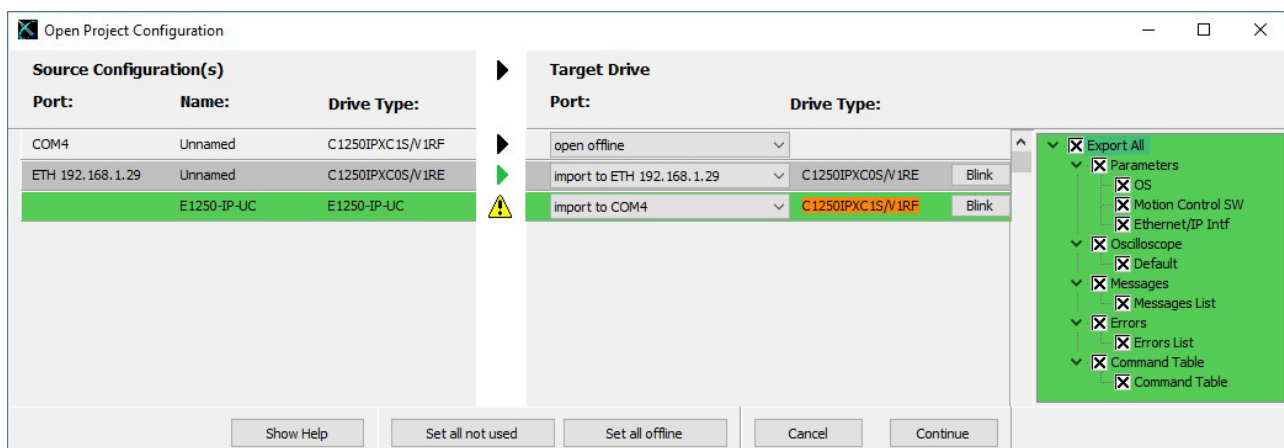 Open Project Configuration
Source Configuration(s) Target Drive
Port: Name: Drive Type: Port: Drive Type:
COM4 Unnamed C1250IPXC1S/V1RF open offline
ETH 192.168.1.29 Unnamed C1250IPXC0S/V1RE import to ETH 192.168.1.29 C1250IPXC0S/V1RE Blink
E1250-IP-UC E1250-IP-UC import to COM4 C1250IPXC1S/V1RF Blink
Export All
Parameters
OS
Motion Control SW
Ethernet/IP Intf
Oscilloscope
Default
Messages
Messages List
Errors
Errors List
Command Table
Command Table
Show Help Set all not used Set all offline Cancel Continue